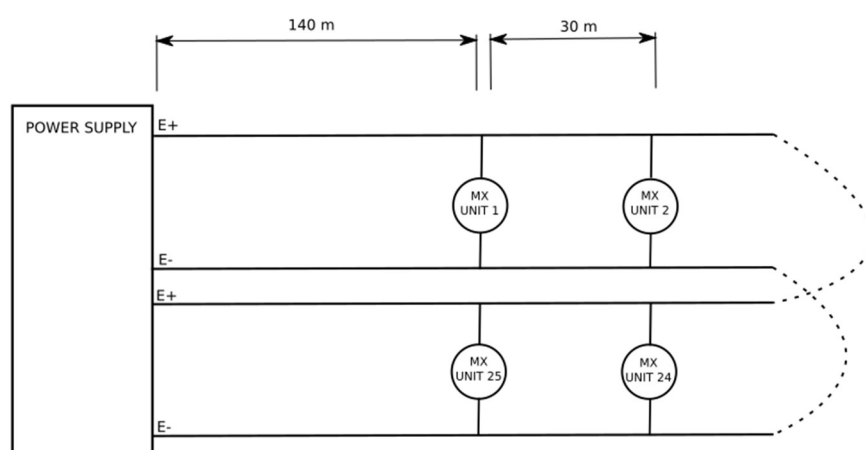 140 m
30 m
POWER SUPPLY
E+
MX
UNIT 1
MX
UNIT 2
E-
E+
MX
UNIT 25
MX
UNIT 24
E-